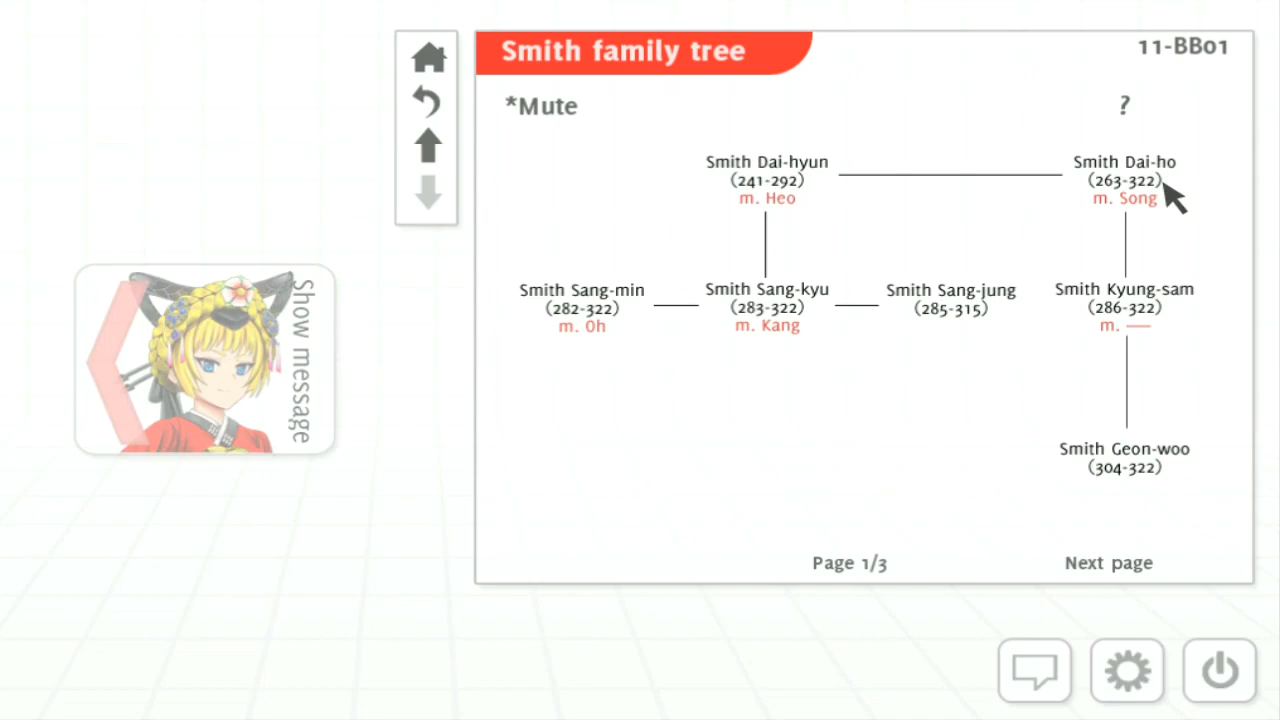 Smith family tree
11-BB01
*Mute
?
Smith Dai-hyun
(241-292)
m. Heo
Smith Dai-ho
(263-322)
m. Song
Smith Sang-min
(282-322)
m. Oh
Smith Sang-kyu
(283-322)
m. Kang
Smith Sang-jung
(285-315)
Smith Kyung-sam
(286-322)
m. ——
Smith Geon-woo
(304-322)
Show message
Page 1/3
Next page